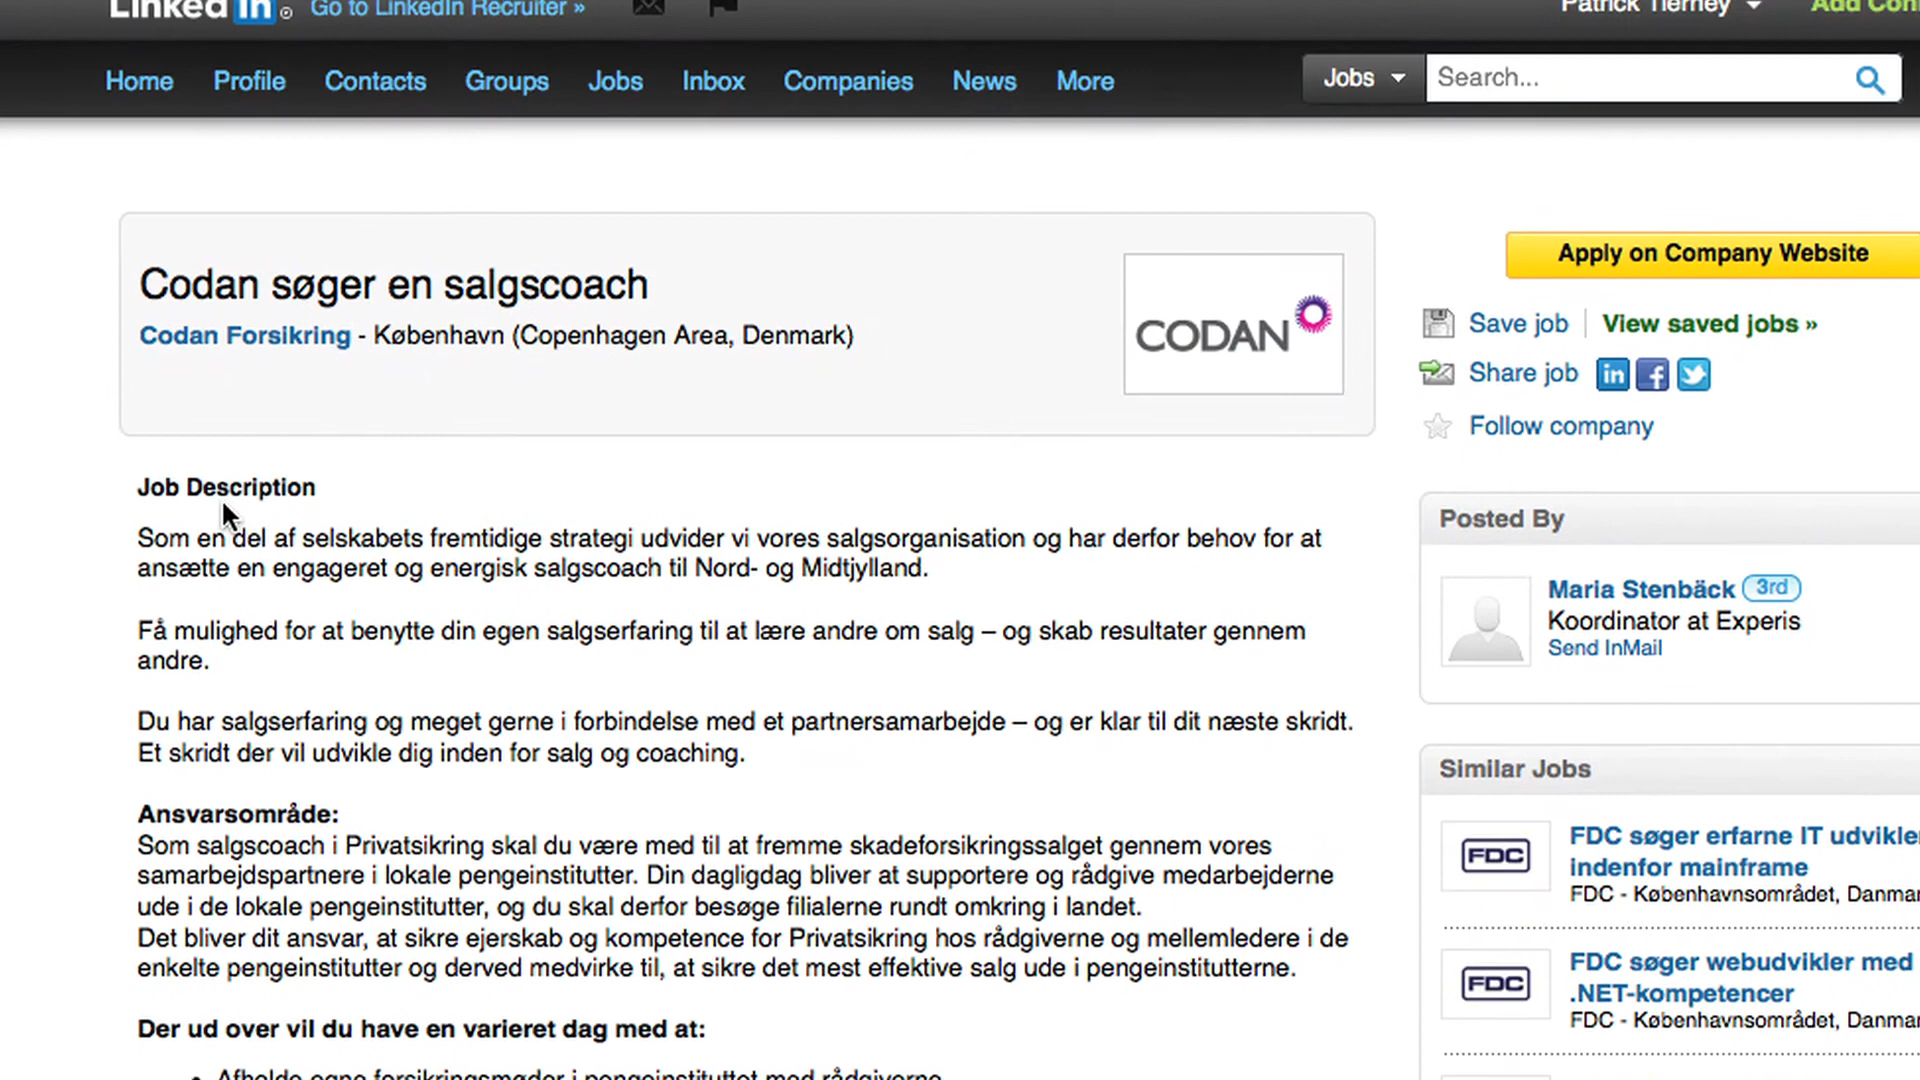 Linked in Go to LinkedIn Recruiter » Patrick Tierney
Home Profile Contacts Groups Jobs Inbox Companies News More Jobs Search...
Codan søger en salgscoach
Codan Forsikring - København (Copenhagen Area, Denmark)
CODAN
Apply on Company Website
Save job View saved jobs »
Share job in f
Follow company
Job Description
Som en del af selskabets fremtidige strategi udvider vi vores salgsorganisation og har derfor behov for at
ansætte en engageret og energisk salgscoach til Nord- og Midtjylland.
Få mulighed for at benytte din egen salgserfaring til at lære andre om salg – og skab resultater gennem
andre.
Du har salgserfaring og meget gerne i forbindelse med et partnersamarbejde – og er klar til dit næste skridt.
Et skridt der vil udvikle dig inden for salg og coaching.
Ansvarsområde:
Som salgscoach i Privatsikring skal du være med til at fremme skadeforsikringssalget gennem vores
samarbejdspartnere i lokale pengeinstitutter. Din dagligdag bliver at supportere og rådgive medarbejderne
ude i de lokale pengeinstitutter, og du skal derfor besøge filialerne rundt omkring i landet.
Det bliver dit ansvar, at sikre ejerskab og kompetence for Privatsikring hos rådgiverne og mellemledere i de
enkelte pengeinstitutter og derved medvirke til, at sikre det mest effektive salg ude i pengeinstitutterne.
Der ud over vil du have en varieret dag med at:
• Afholde egne forsikringsmøder i pengeinstituttet med rådgiverne
Posted By
Maria Stenbäck 3rd
Koordinator at Experis
Send InMail
Similar Jobs
FDC
FDC søger erfarne IT udvikler
indenfor mainframe
FDC - Københavnsområdet, Danmar
FDC
FDC søger webudvikler med
.NET-kompetencer
FDC - Københavnsområdet, Danmar